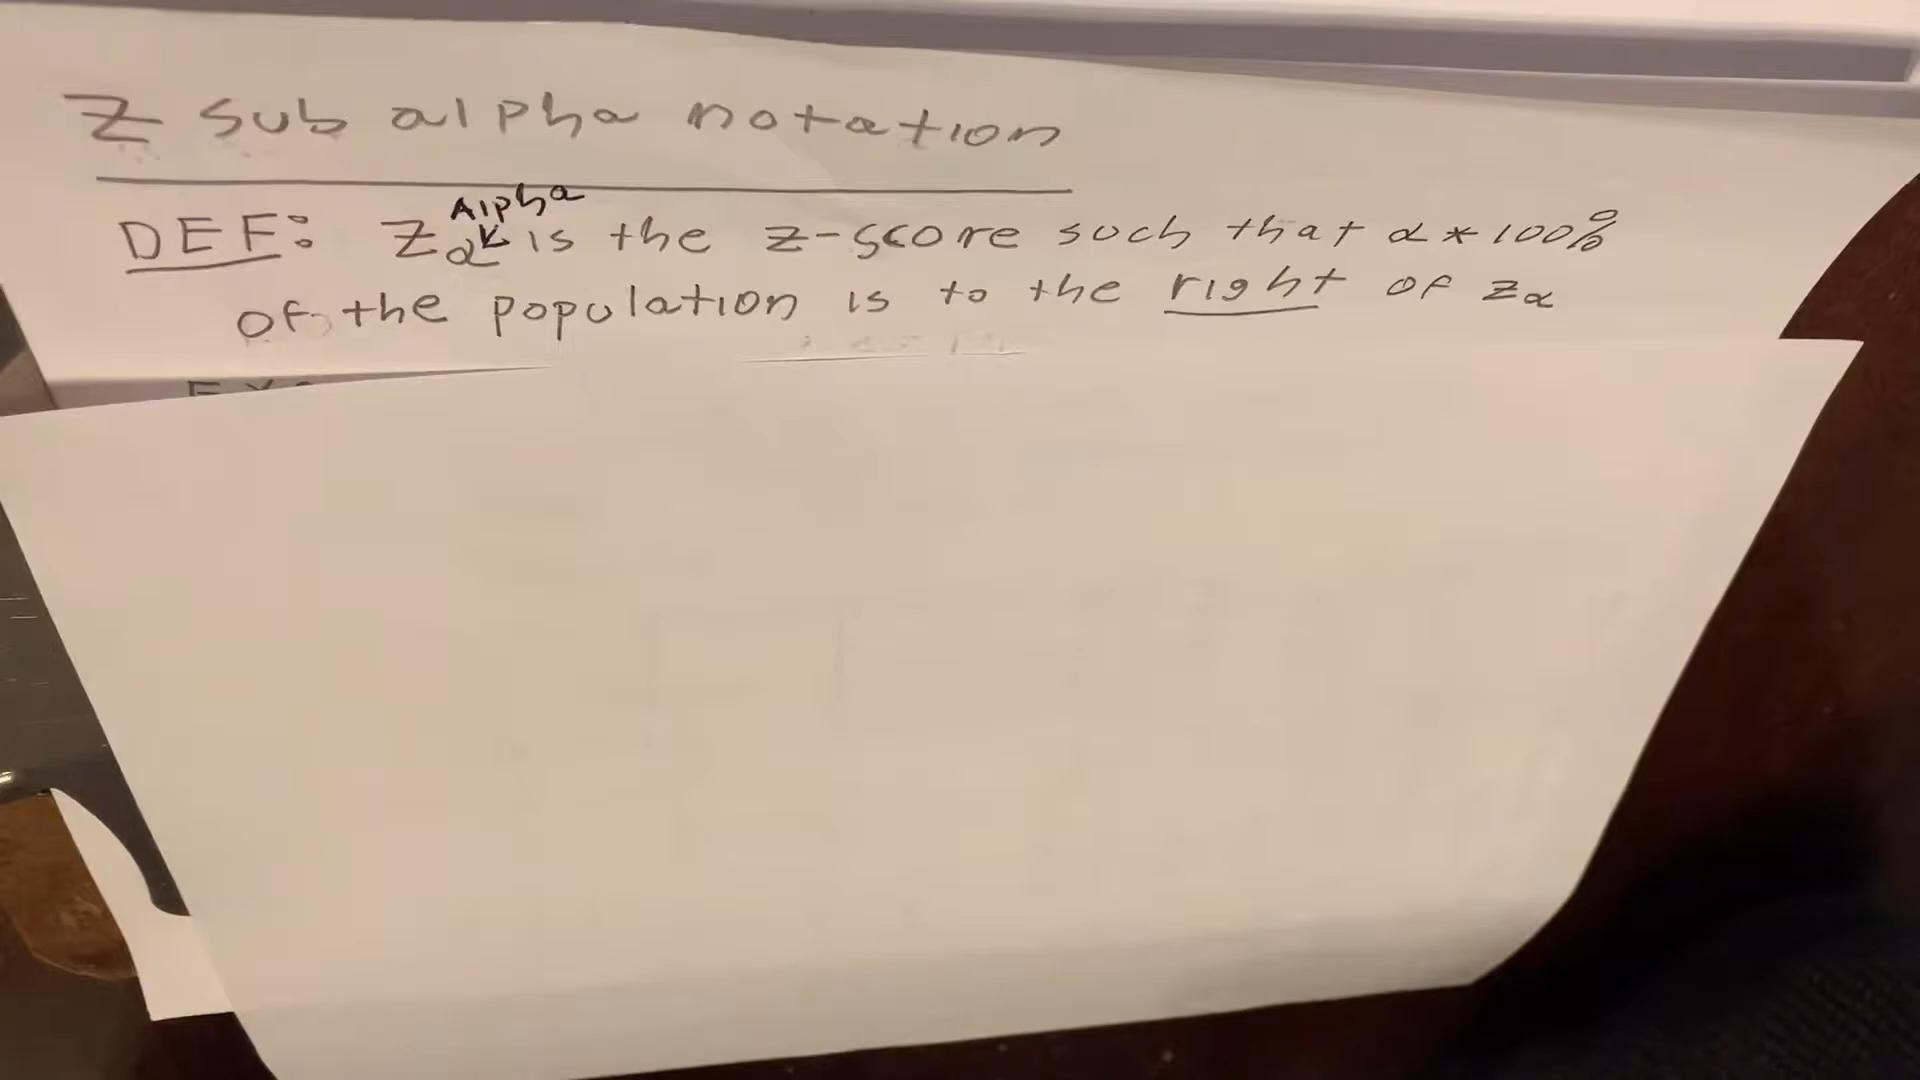 Z sub alpha notation
Alpha
DEF: Zα is the z-score such that α * 100%
of the population is to the right of zα